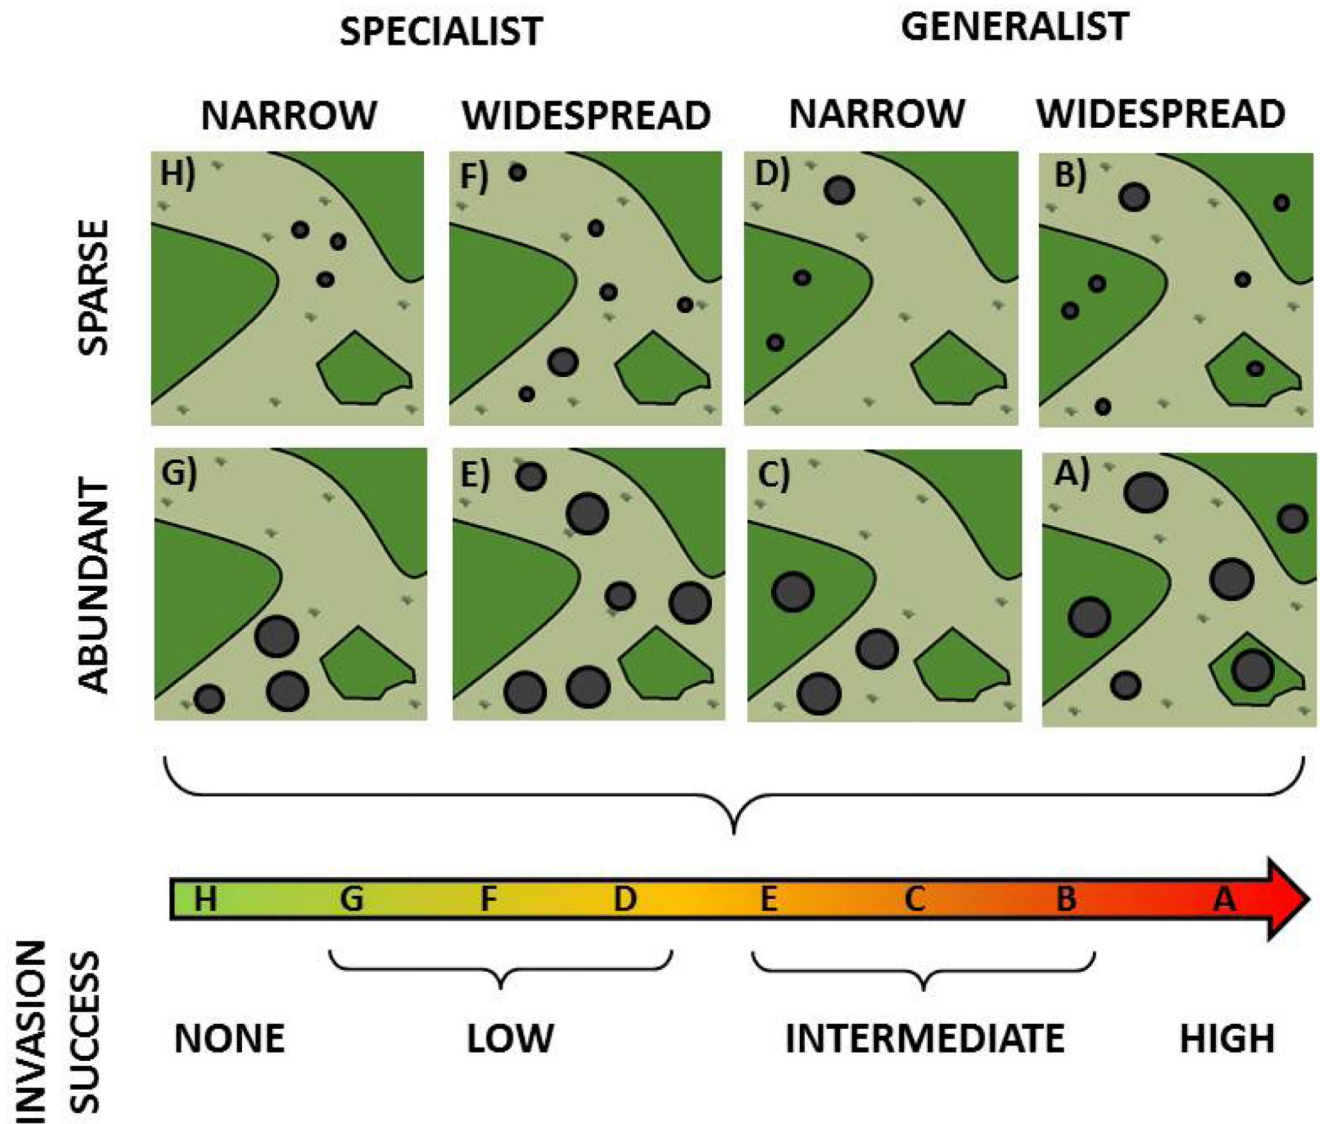 SPECIALIST
GENERALIST
NARROW
WIDESPREAD
NARROW
WIDESPREAD
SPARSE
H)
F)
D)
B)
ABUNDANT
G)
E)
C)
A)
H G F D E C B A
INVASION
SUCCESS
NONE
LOW
INTERMEDIATE
HIGH